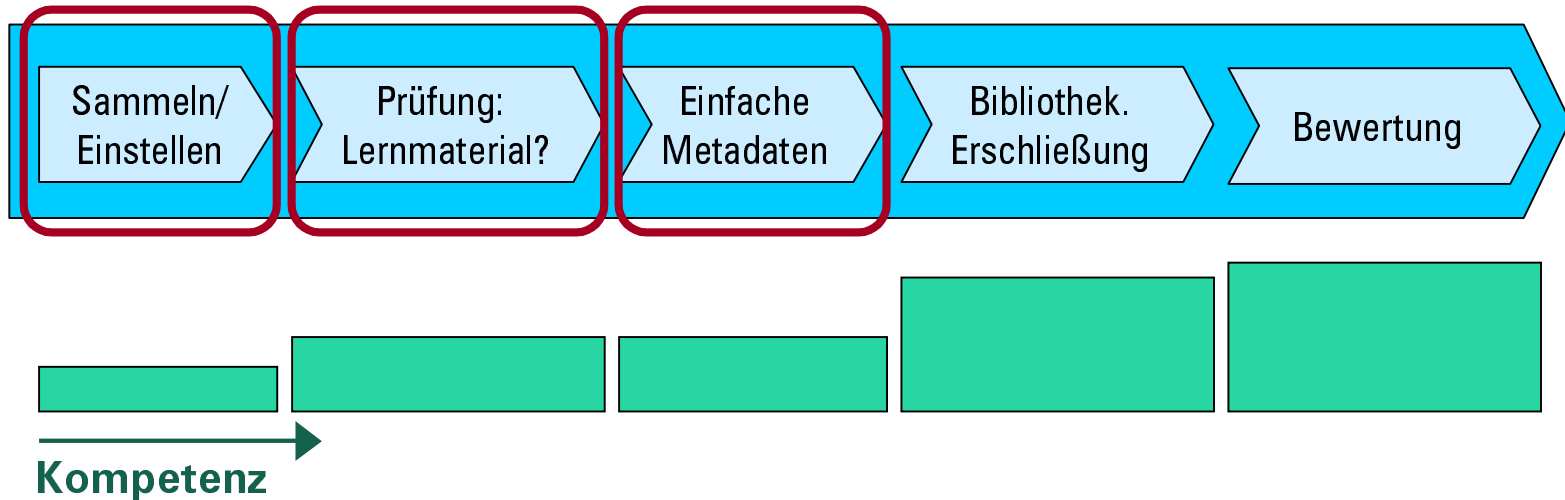 Sammeln/
Einstellen
Prüfung:
Lernmaterial?
Einfache
Metadaten
Bibliothek.
Erschließung
Bewertung
Kompetenz